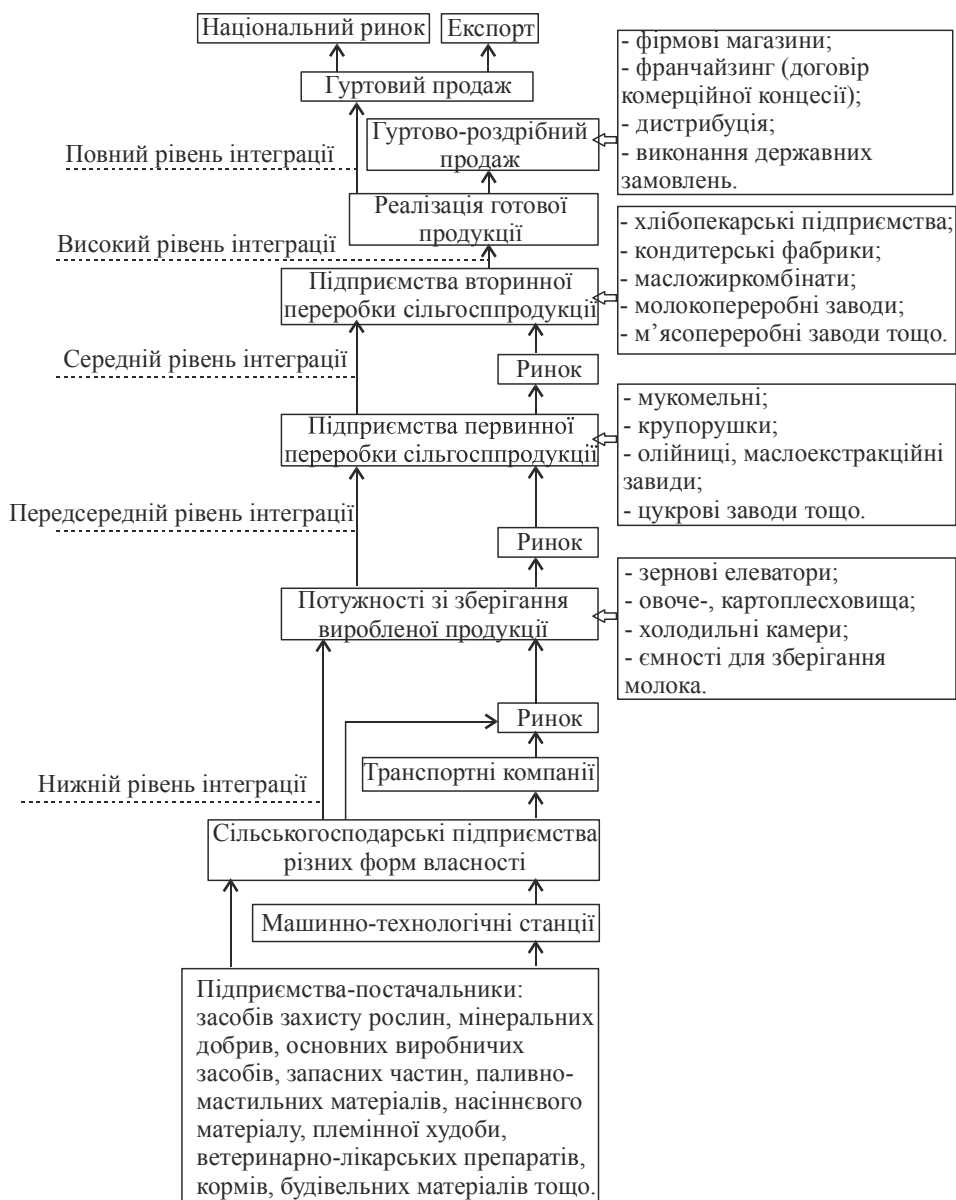 Національний ринок
Експорт
Гуртовий продаж
- фірмові магазини;
- франчайзинг (договір
комерційної концесії);
- дистрибуція;
- виконання державних
замовлень.
Гуртово-роздрібний
продаж
Повний рівень інтеграції
Реалізація готової
продукції
Високий рівень інтеграції
- хлібопекарські підприємства;
- кондитерські фабрики;
- масложиркомбінати;
- молокопереробні заводи;
- м’ясопереробні заводи тощо.
Підприємства вторинної
переробки сільгосппродукції
Середній рівень інтеграції
Ринок
- мукомельні;
- крупорушки;
- олійниці, маслоекстракційні
завиди;
- цукрові заводи тощо.
Підприємства первинної
переробки сільгосппродукції
Передсередній рівень інтеграції
Ринок
- зернові елеватори;
- овоче-, картоплесховища;
- холодильні камери;
- ємності для зберігання
молока.
Потужності зі зберігання
виробленої продукції
Ринок
Транспортні компанії
Нижній рівень інтеграції
Сільськогосподарські підприємства
різних форм власності
Машинно-технологічні станції
Підприємства-постачальники:
засобів захисту рослин, мінеральних
добрив, основних виробничих
засобів, запасних частин, паливно-
мастильних матеріалів, насіннєвого
матеріалу, племінної худоби,
ветеринарно-лікарських препаратів,
кормів, будівельних матеріалів тощо.